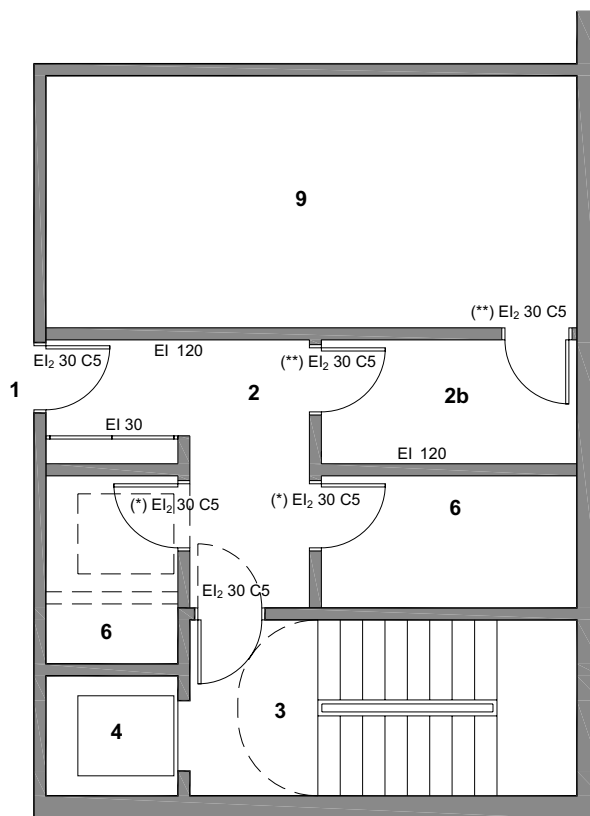 9
(**) EI₂ 30 C5
EI 120
EI₂ 30 C5
(**) EI₂ 30 C5
1
2
2b
EI 30
EI 120
(*) EI₂ 30 C5
(*) EI₂ 30 C5
6
EI₂ 30 C5
6
3
4